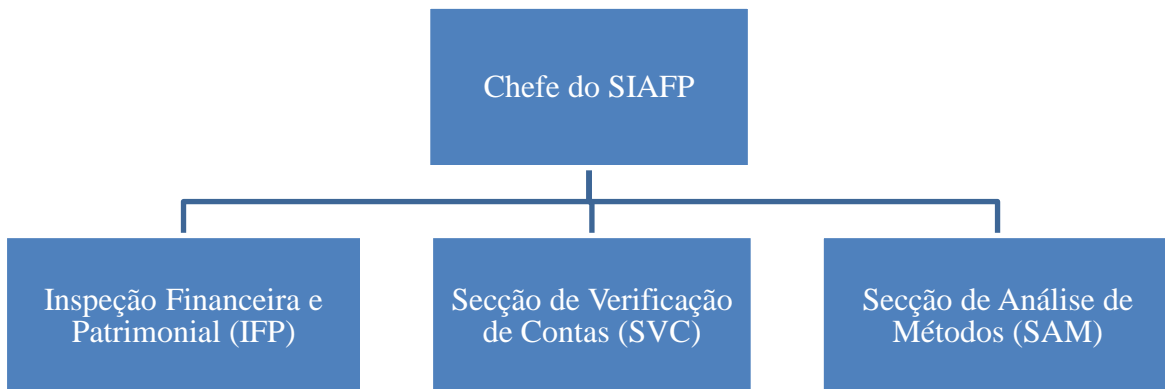 Chefe do SIAFP
Inspeção Financeira e
Patrimonial (IFP)
Secção de Verificação
de Contas (SVC)
Secção de Análise de
Métodos (SAM)